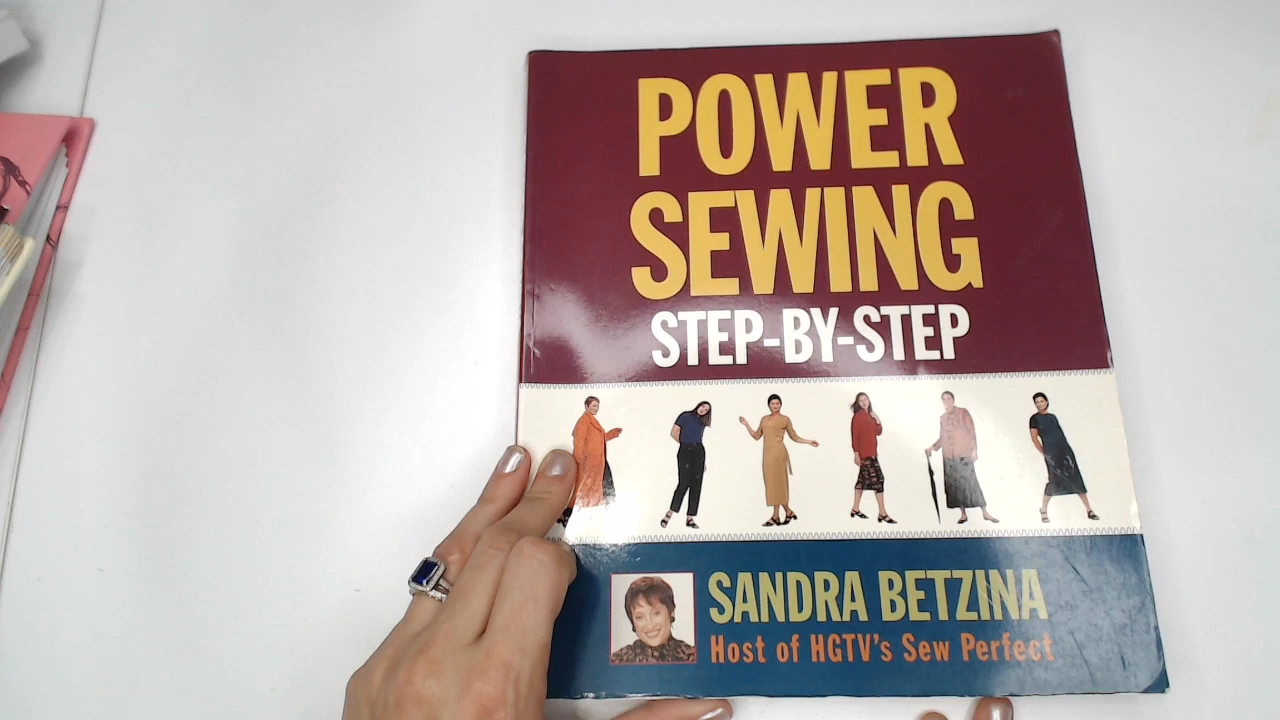 POWER
SEWING
STEP-BY-STEP
SANDRA BETZINA
Host of HGTV's Sew Perfect